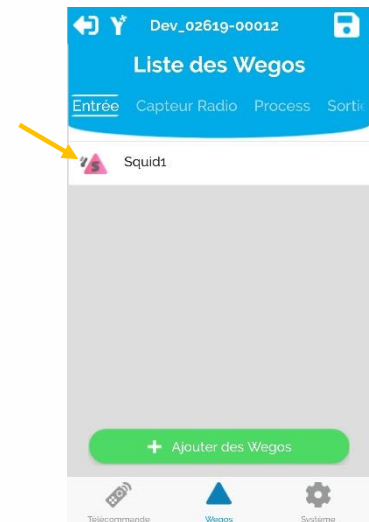 Dev_02619-00012
Liste des Wegos
Entrée Capteur Radio Process Sortie
S Squid1
+ Ajouter des Wegos
Télécommande Wegos Système